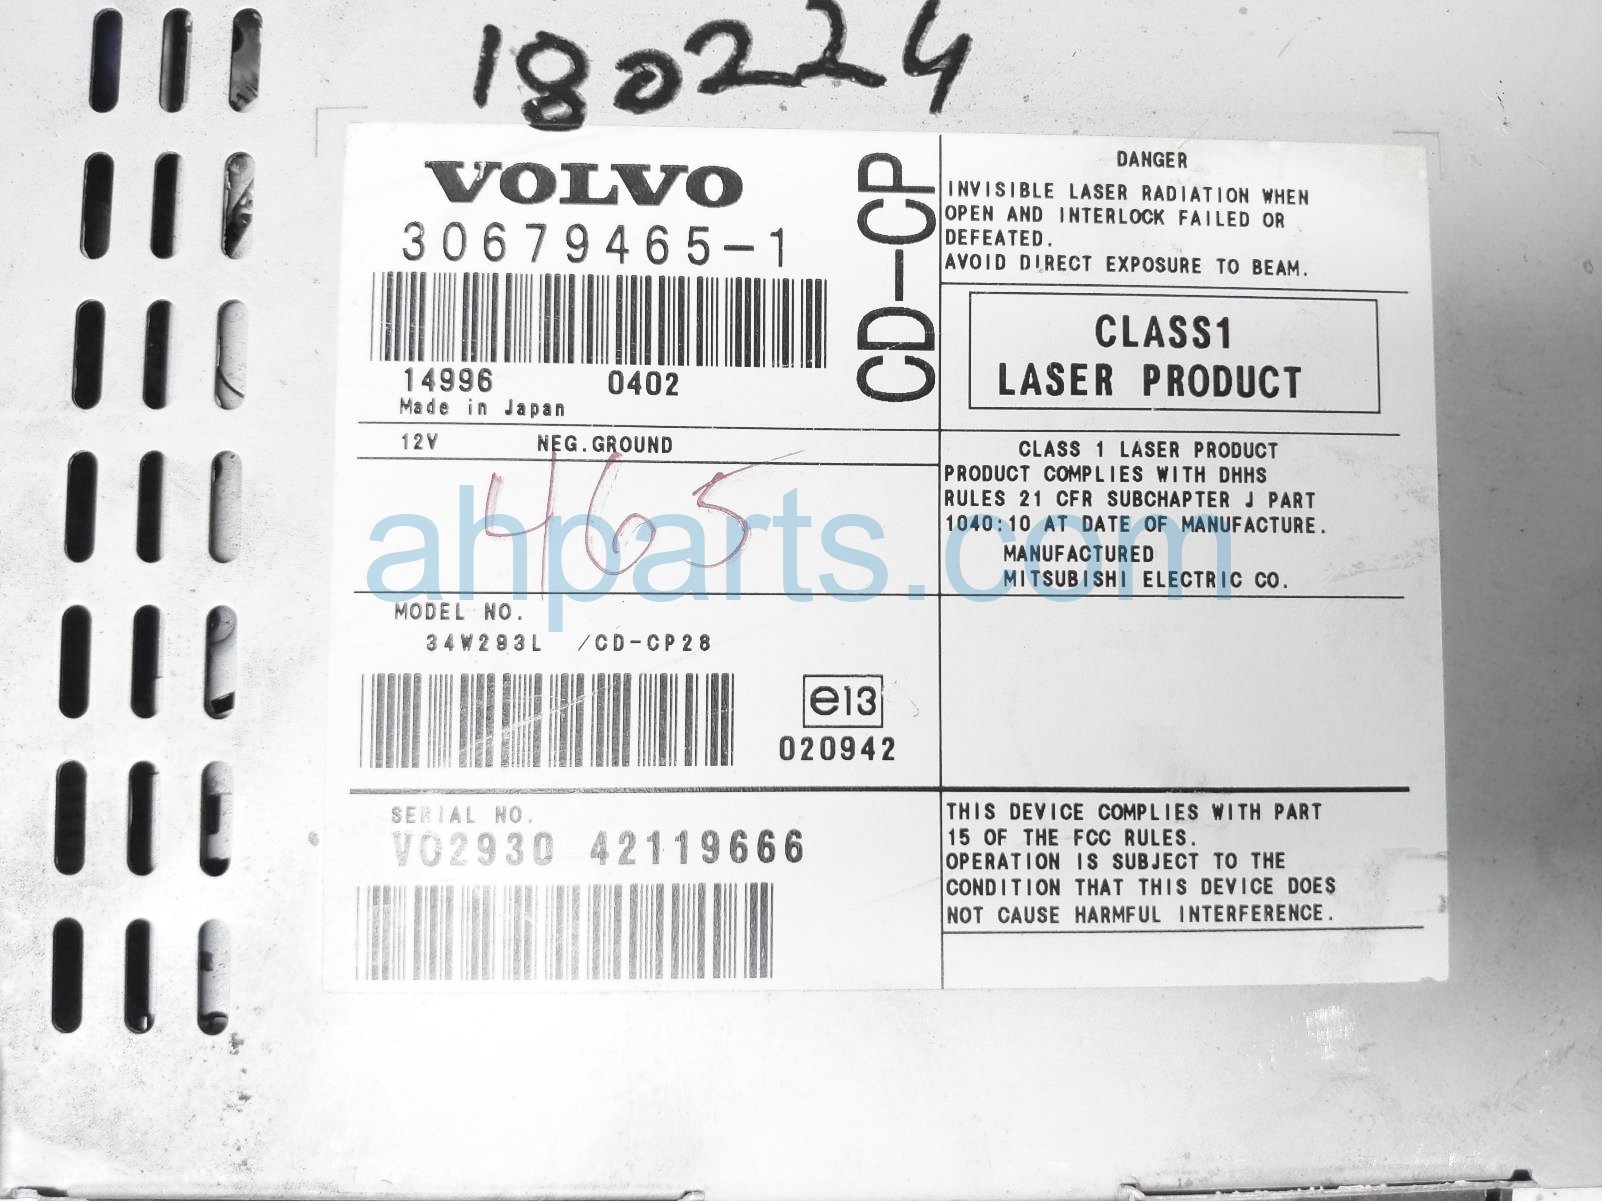 180224
VOLVO
30679465-1
14996 0402
Made in Japan
CD-CP
12V NEG.GROUND
465
MODEL NO.
34W293L /CD-CP28
e13
020942
SERIAL NO.
VO2930 42119666
DANGER
INVISIBLE LASER RADIATION WHEN
OPEN AND INTERLOCK FAILED OR
DEFEATED.
AVOID DIRECT EXPOSURE TO BEAM.
CLASS1
LASER PRODUCT
CLASS 1 LASER PRODUCT
PRODUCT COMPLIES WITH DHHS
RULES 21 CFR SUBCHAPTER J PART
1040:10 AT DATE OF MANUFACTURE.
MANUFACTURED
MITSUBISHI ELECTRIC CO.
THIS DEVICE COMPLIES WITH PART
15 OF THE FCC RULES.
OPERATION IS SUBJECT TO THE
CONDITION THAT THIS DEVICE DOES
NOT CAUSE HARMFUL INTERFERENCE.
ahparts.com